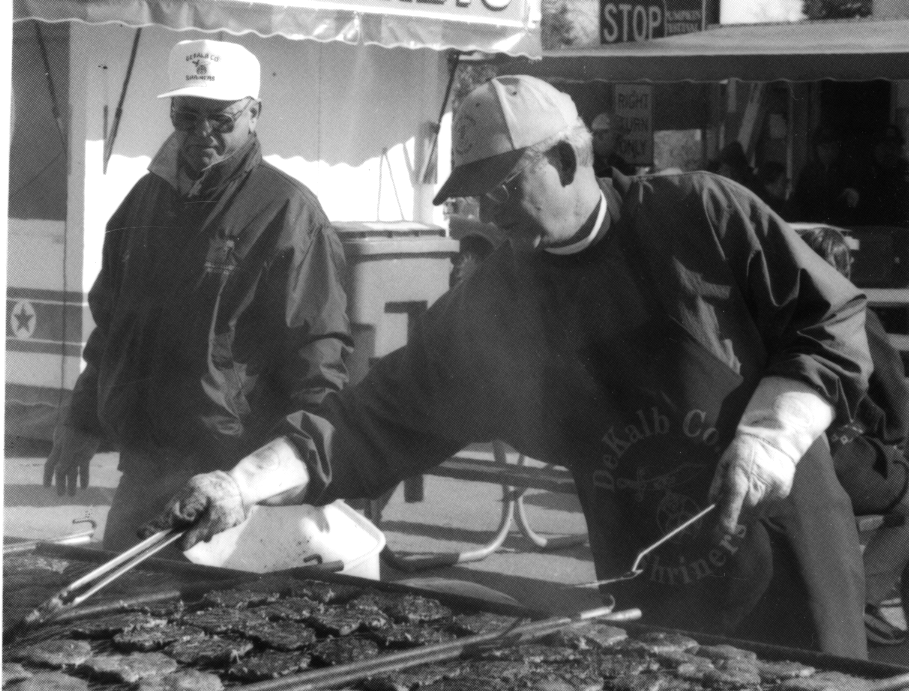 STOP
DEKALB CO
SHRINERS
RIGHT
TURN
ONLY
DeKalb Co
Shriners